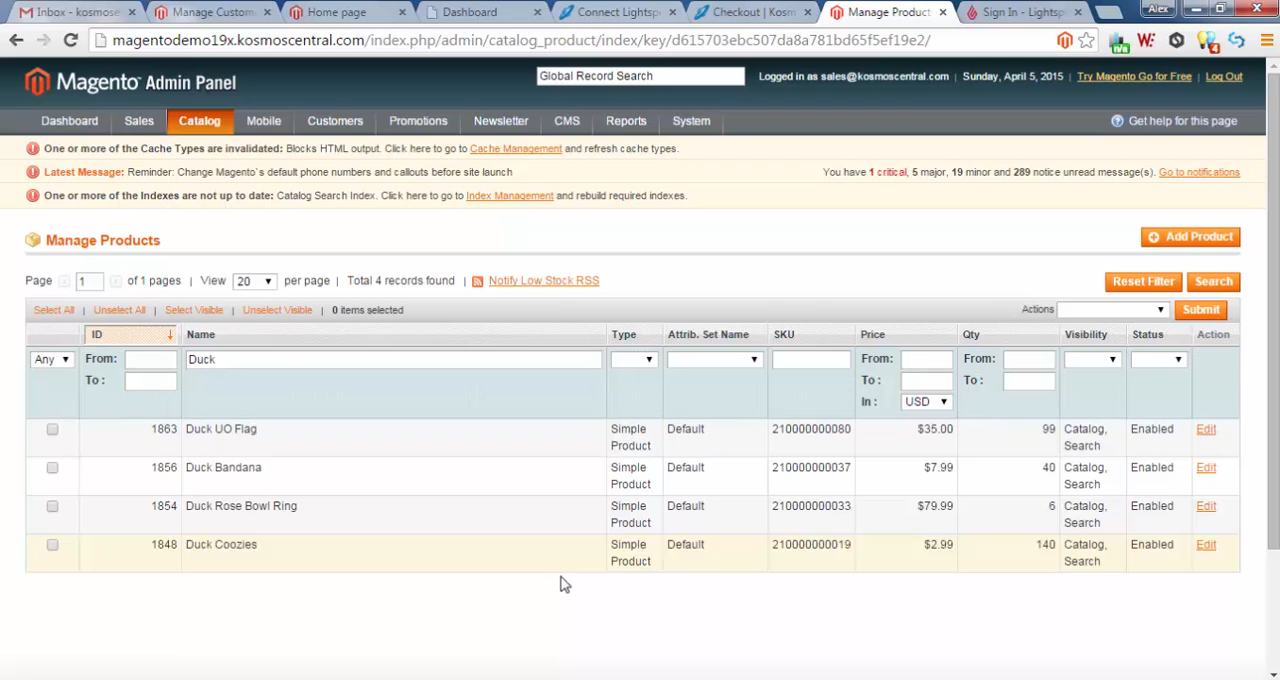 Inbox - kosmose × Manage Custom × Home page × Dashboard × Connect Lightsp × Checkout | Kosm × Manage Product × Sign In - Lightsp × Alex
magentodemo19x.kosmoscentral.com/index.php/admin/catalog_product/index/key/d615703ebc507da8a781bd65f5ef19e2/
Magento Admin Panel Global Record Search Logged in as sales@kosmoscentral.com | Sunday, April 5, 2015 | Try Magento Go for Free | Log Out
Dashboard Sales Catalog Mobile Customers Promotions Newsletter CMS Reports System Get help for this page
One or more of the Cache Types are invalidated: Blocks HTML output. Click here to go to Cache Management and refresh cache types.
Latest Message: Reminder: Change Magento`s default phone numbers and callouts before site launch You have 1 critical, 5 major, 19 minor and 289 notice unread message(s). Go to notifications
One or more of the Indexes are not up to date: Catalog Search Index. Click here to go to Index Management and rebuild required indexes.
Manage Products Add Product
Page 1 of 1 pages | View 20 per page | Total 4 records found | Notify Low Stock RSS Reset Filter Search
Select All | Unselect All | Select Visible | Unselect Visible | 0 items selected Actions Submit
ID Name Type Attrib. Set Name SKU Price Qty Visibility Status Action
Any From: Duck From: From:
To : To : To :
In : USD
1863 Duck UO Flag Simple Default 210000000080 $35.00 99 Catalog, Enabled Edit
Product Search
1856 Duck Bandana Simple Default 210000000037 $7.99 40 Catalog, Enabled Edit
Product Search
1854 Duck Rose Bowl Ring Simple Default 210000000033 $79.99 6 Catalog, Enabled Edit
Product Search
1848 Duck Coozies Simple Default 210000000019 $2.99 140 Catalog, Enabled Edit
Product Search